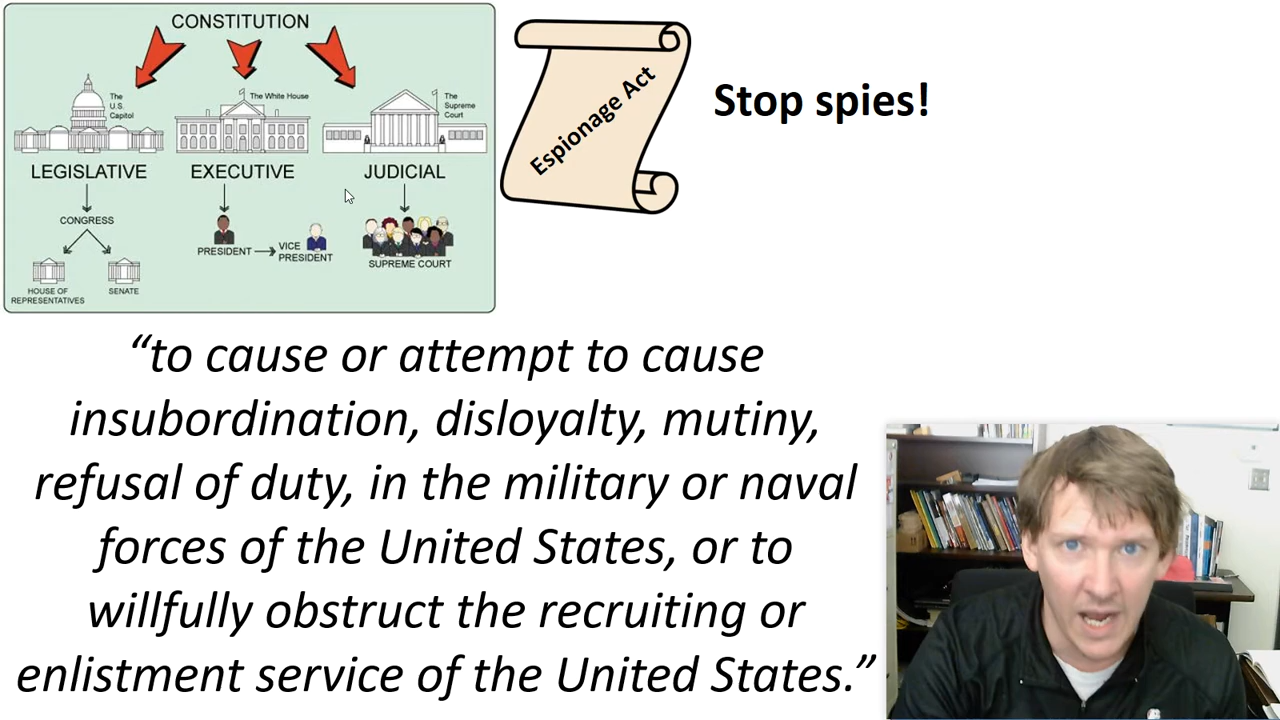 CONSTITUTION
The
U.S.
Capitol
The White House
The
Supreme
Court
LEGISLATIVE
EXECUTIVE
JUDICIAL
CONGRESS
PRESIDENT
VICE
PRESIDENT
SUPREME COURT
HOUSE OF
REPRESENTATIVES
SENATE
Espionage Act
Stop spies!
“to cause or attempt to cause
insubordination, disloyalty, mutiny,
refusal of duty, in the military or naval
forces of the United States, or to
willfully obstruct the recruiting or
enlistment service of the United States.”